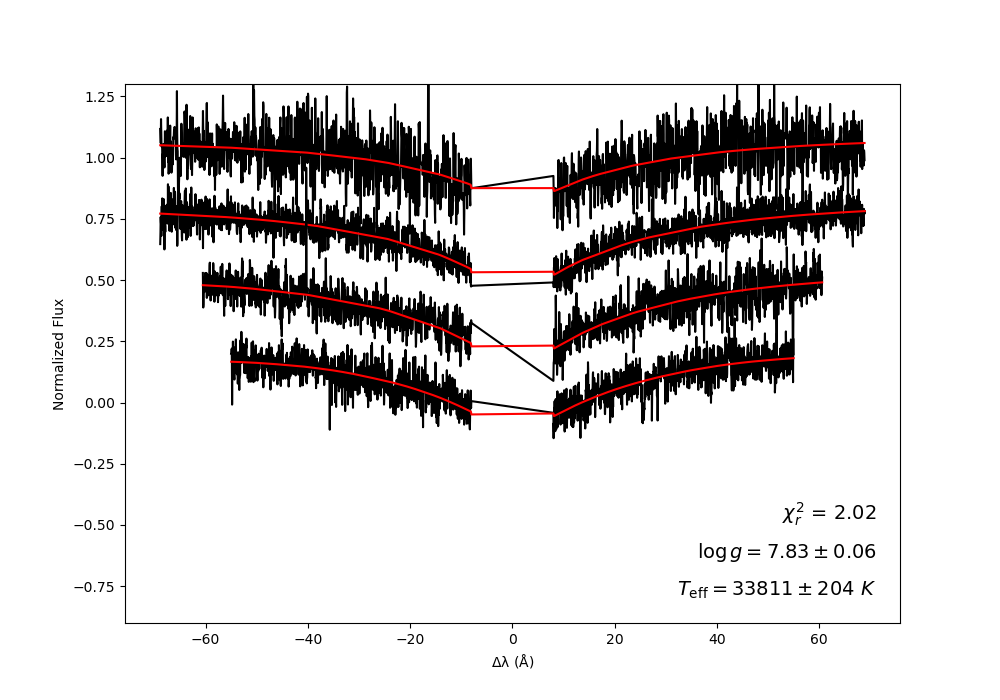 1.25
1.00
0.75
0.50
0.25
0.00
−0.25
−0.50
−0.75
Normalized Flux
χ²ᵣ = 2.02
log g = 7.83 ± 0.06
T_eff = 33811 ± 204 K
−60 −40 −20 0 20 40 60
Δλ (Å)